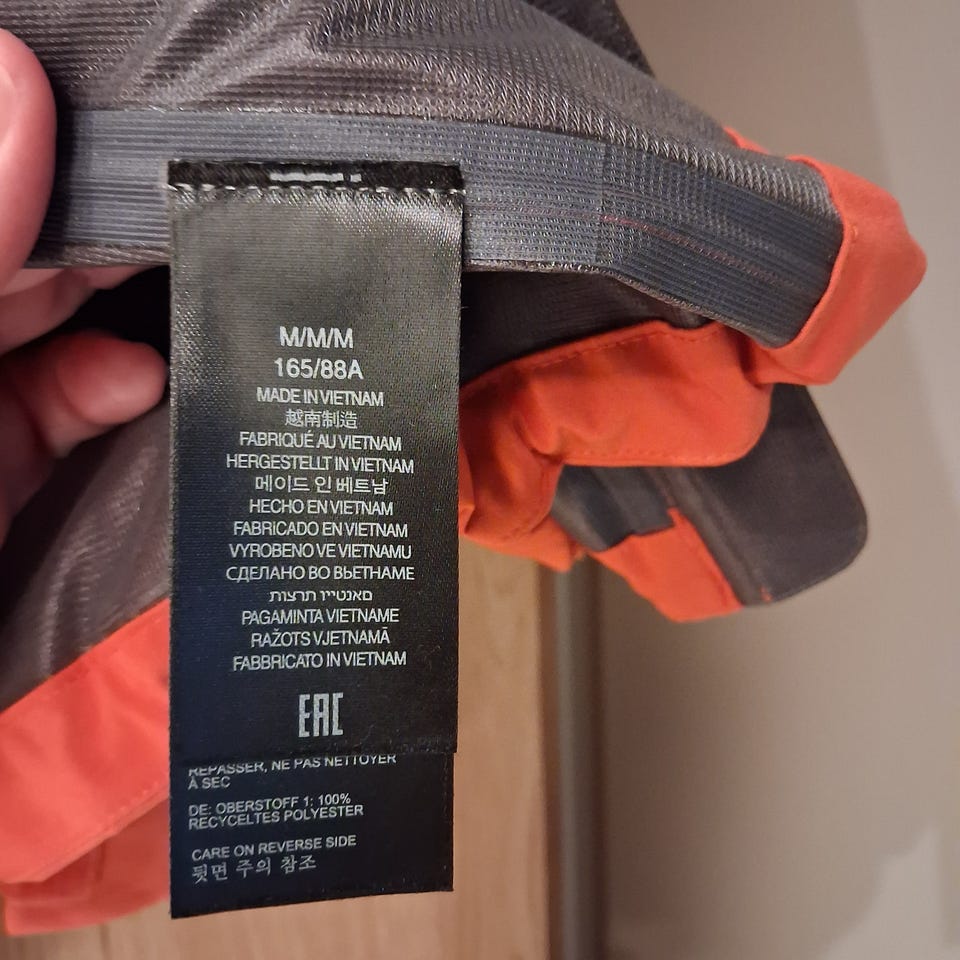 M/M/M
165/88A
MADE IN VIETNAM
越南制造
FABRIQUÉ AU VIETNAM
HERGESTELLT IN VIETNAM
메이드 인 베트남
HECHO EN VIETNAM
FABRICADO EN VIETNAM
VYROBENO VE VIETNAMU
СДЕЛАНО ВО ВЬЕТНАМЕ
תוצרת וייטנאם
PAGAMINTA VIETNAME
RAŽOTS VJETNAMĀ
FABBRICATO IN VIETNAM
EAC
REPASSER, NE PAS NETTOYER
À SEC
DE: OBERSTOFF 1: 100%
RECYCELTES POLYESTER
CARE ON REVERSE SIDE
뒷면 주의 참조